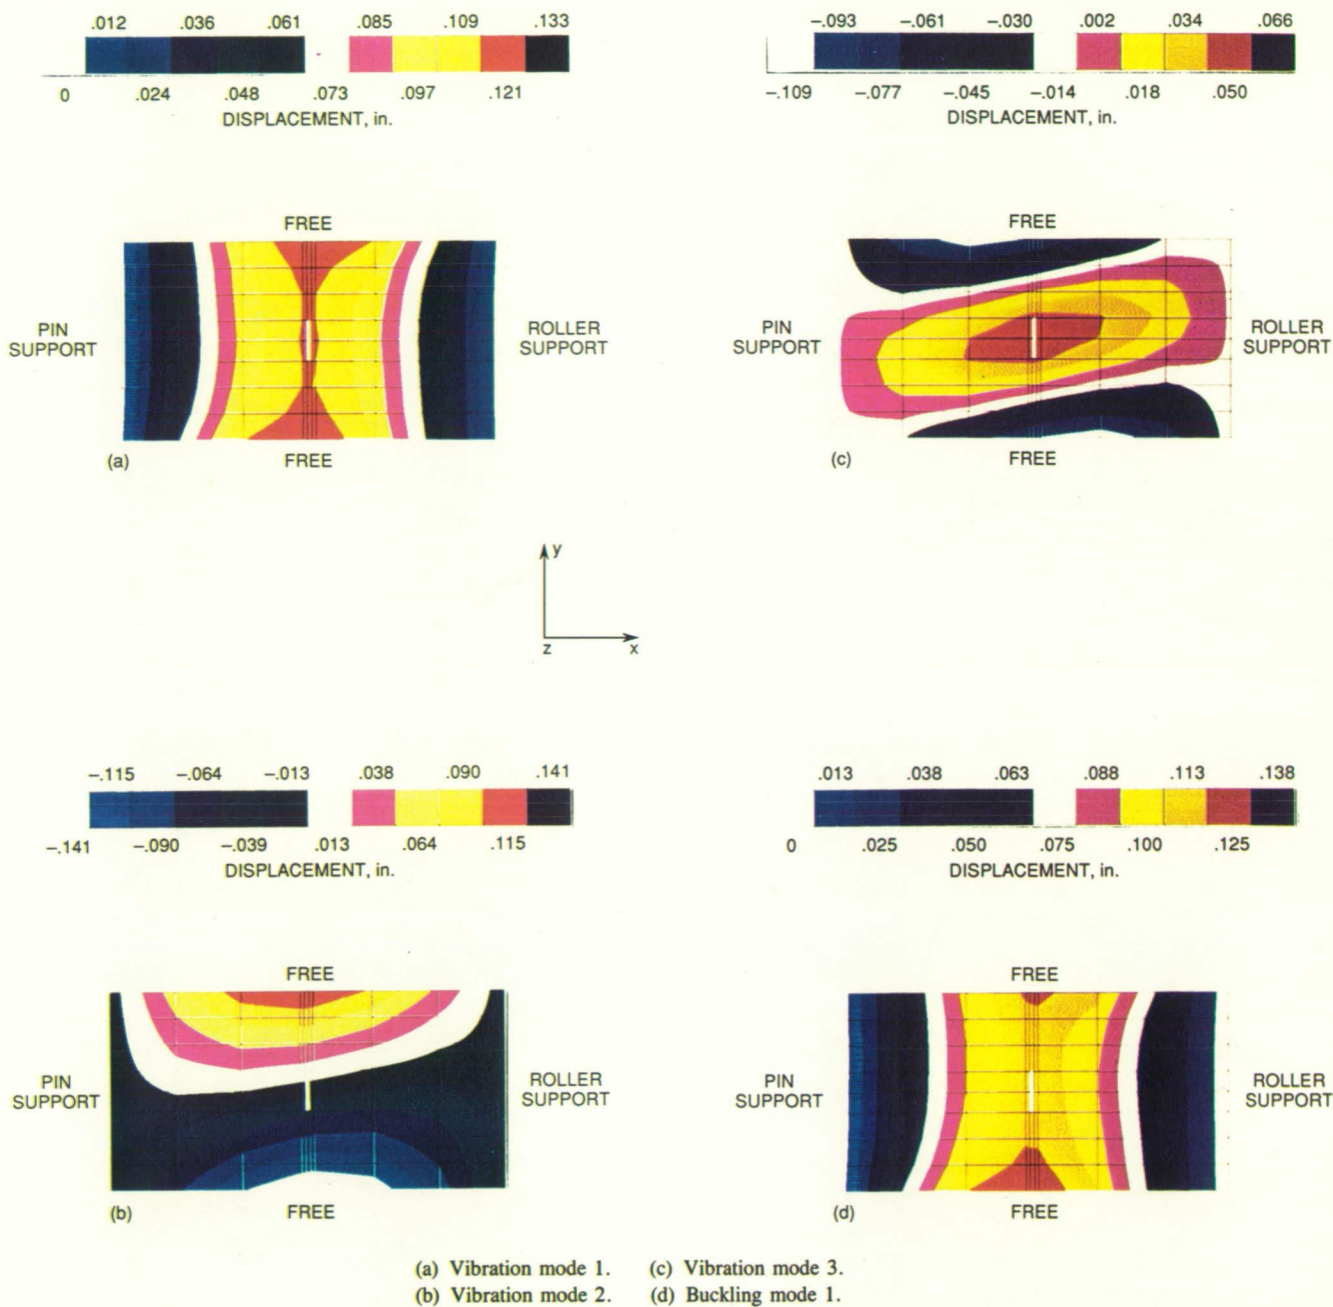 .012 .036 .061 .085 .109 .133
0 .024 .048 .073 .097 .121
DISPLACEMENT, in.
FREE
PIN
SUPPORT
ROLLER
SUPPORT
(a)
FREE
–.093 –.061 –.030 .002 .034 .066
–.109 –.077 –.045 –.014 .018 .050
DISPLACEMENT, in.
FREE
PIN
SUPPORT
ROLLER
SUPPORT
(c)
FREE
y
z x
–.115 –.064 –.013 .038 .090 .141
–.141 –.090 –.039 .013 .064 .115
DISPLACEMENT, in.
FREE
PIN
SUPPORT
ROLLER
SUPPORT
(b)
FREE
.013 .038 .063 .088 .113 .138
0 .025 .050 .075 .100 .125
DISPLACEMENT, in.
FREE
PIN
SUPPORT
ROLLER
SUPPORT
(d)
FREE
(a) Vibration mode 1. (c) Vibration mode 3.
(b) Vibration mode 2. (d) Buckling mode 1.